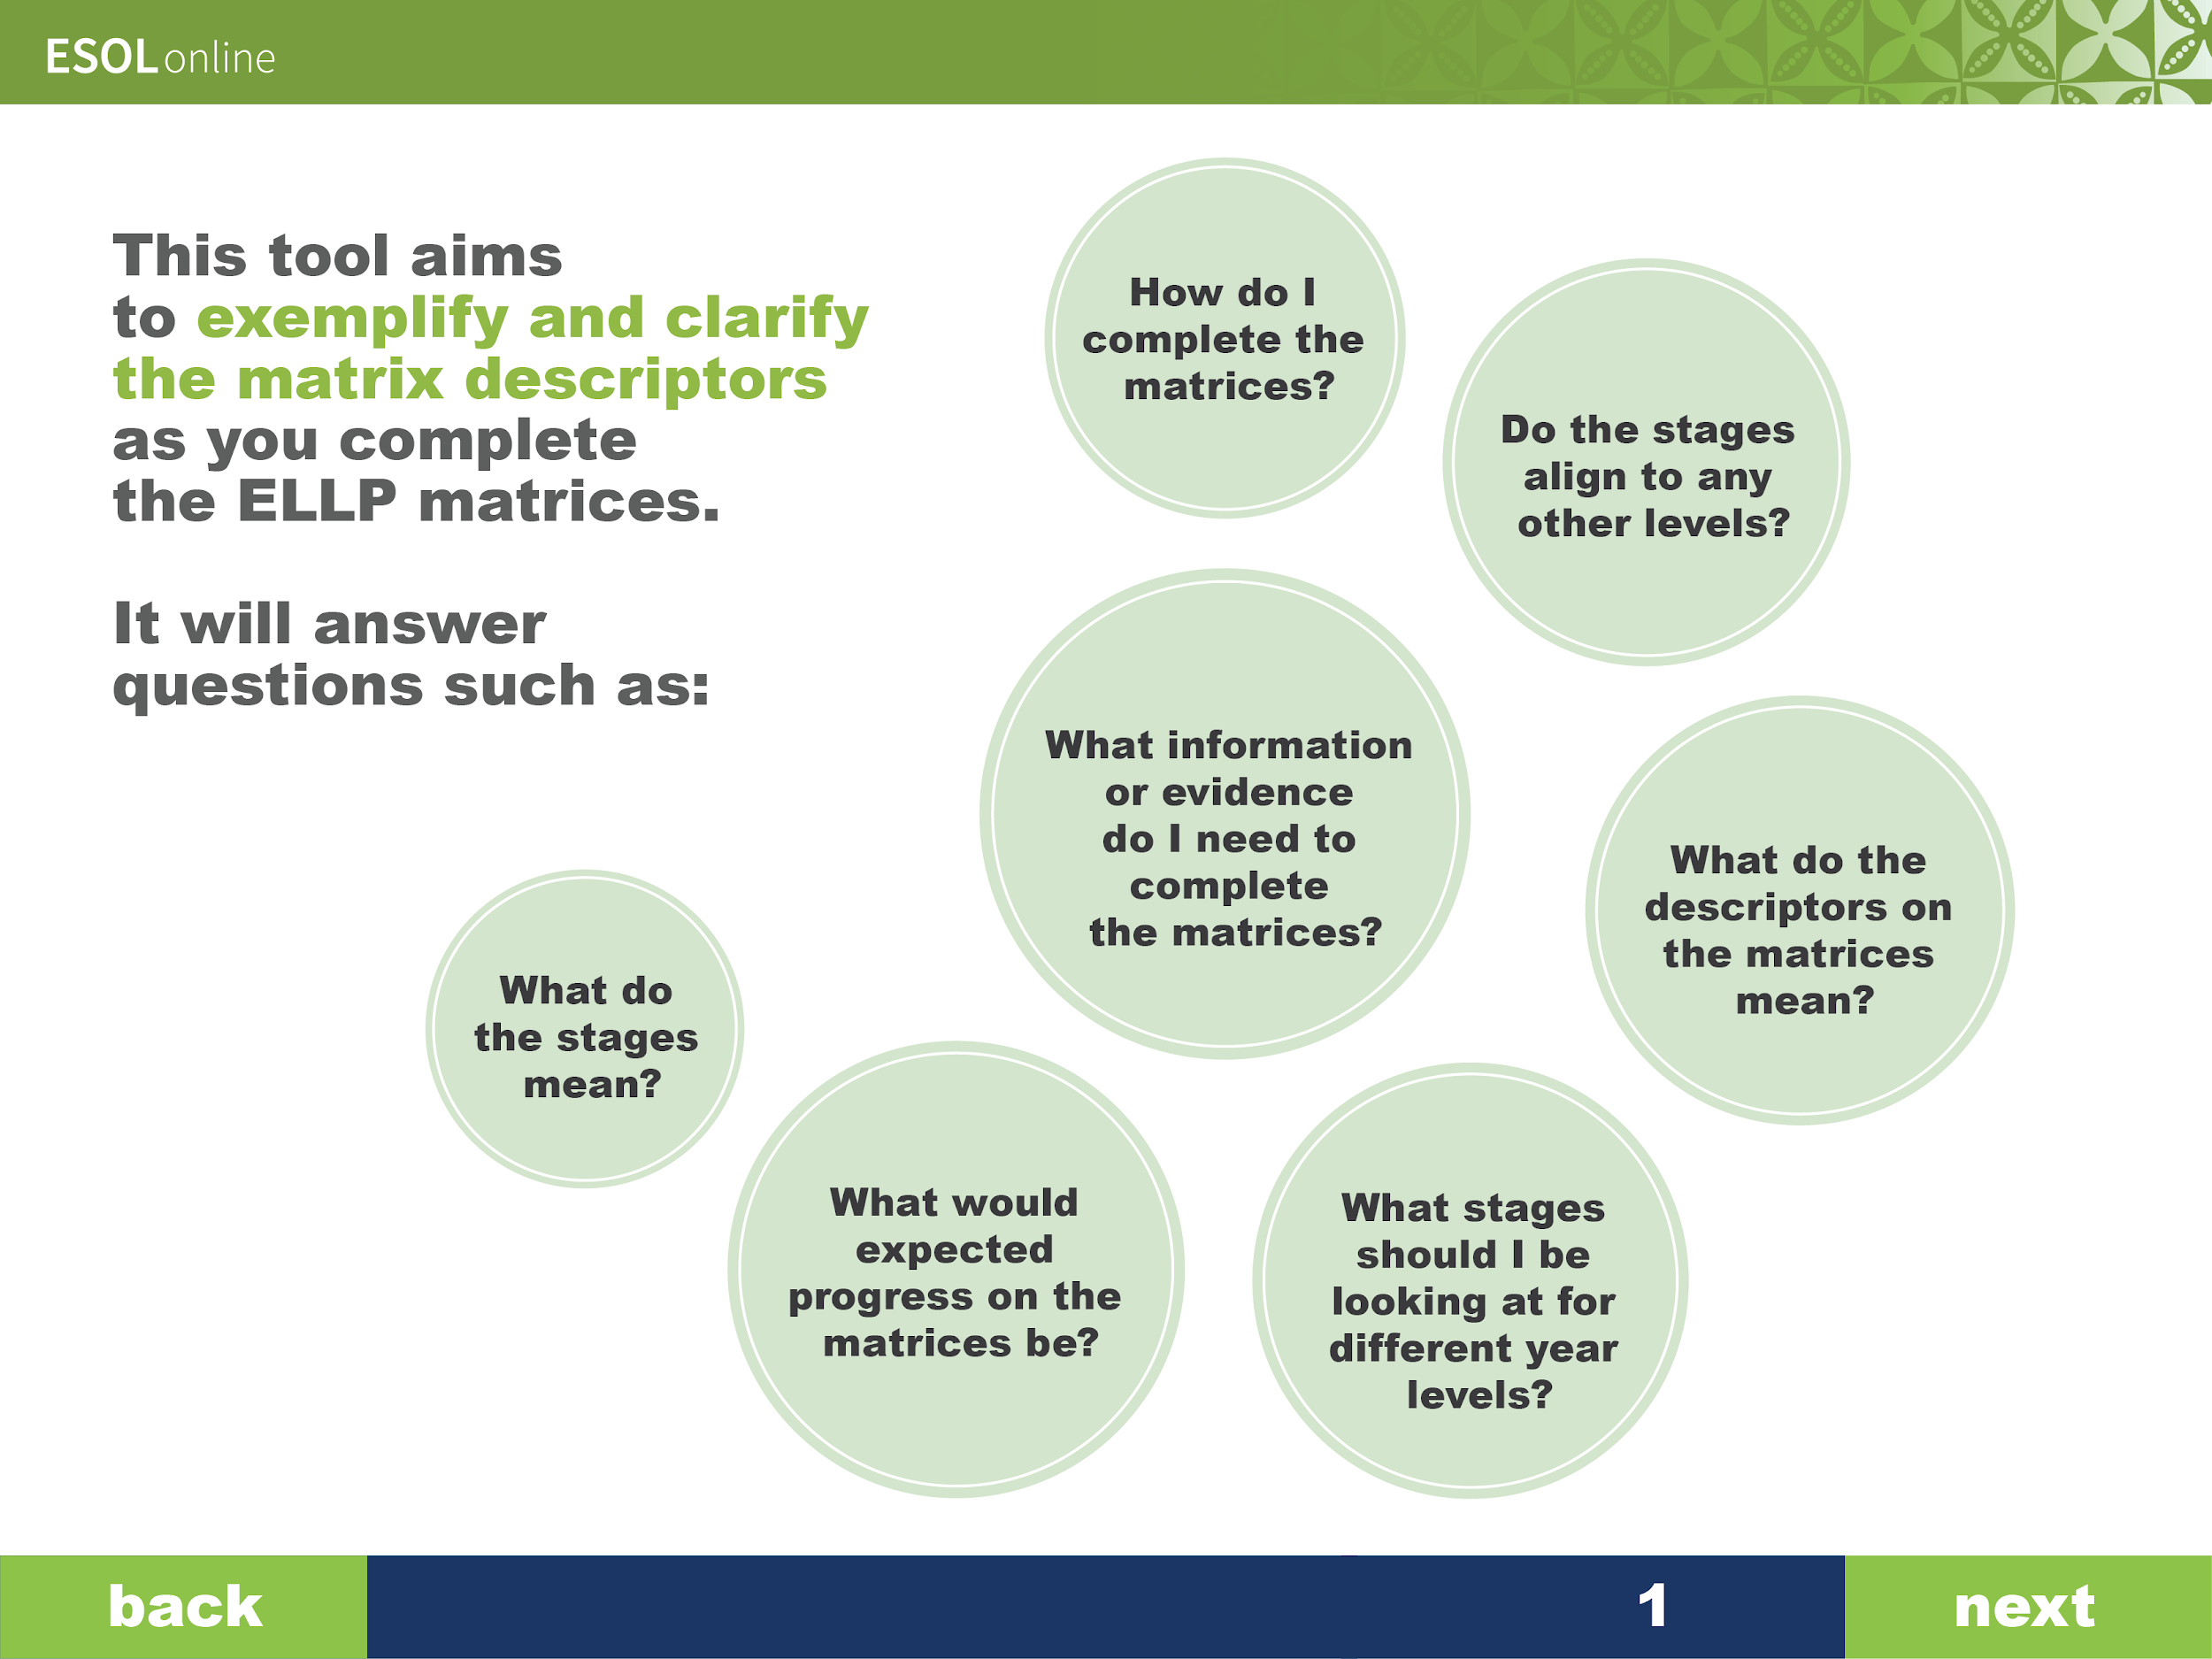 ESOL online
This tool aims
to exemplify and clarify
the matrix descriptors
as you complete
the ELLP matrices.
It will answer
questions such as:
How do I
complete the
matrices?
Do the stages
align to any
other levels?
What information
or evidence
do I need to
complete
the matrices?
What do the
descriptors on
the matrices
mean?
What do
the stages
mean?
What would
expected
progress on the
matrices be?
What stages
should I be
looking at for
different year
levels?
back
1
next